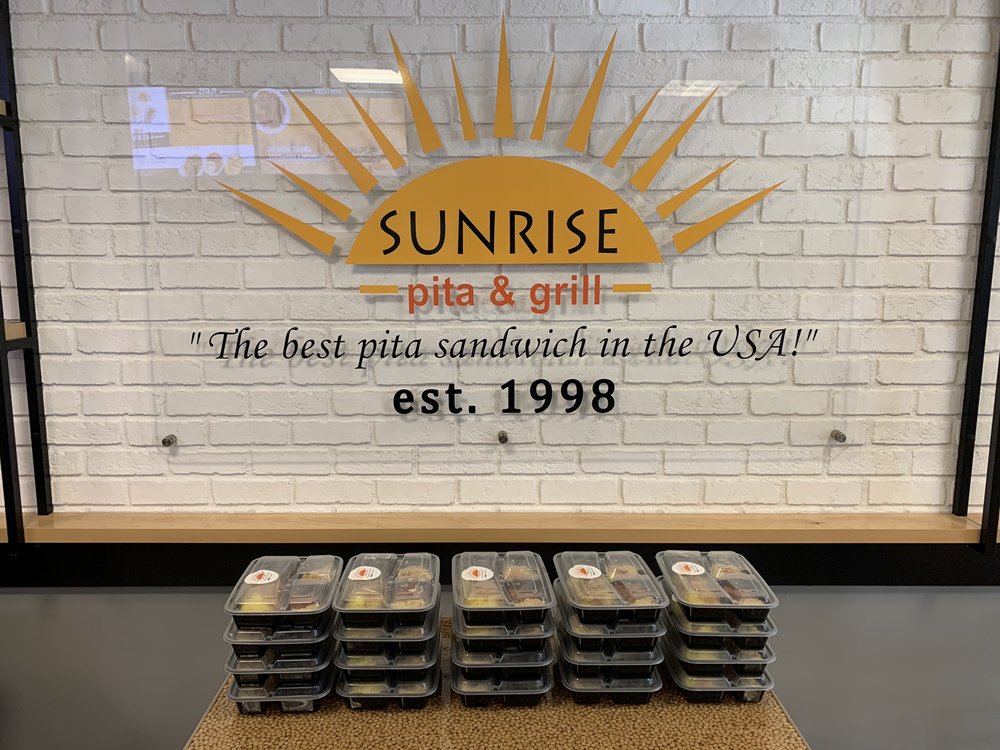 SUNRISE
pita & grill
"The best pita sandwich in the USA!"
est. 1998